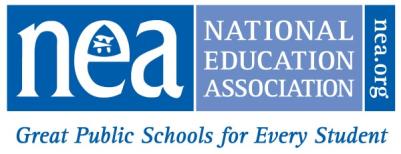 nea
NATIONAL
EDUCATION
ASSOCIATION
nea.org
Great Public Schools for Every Student